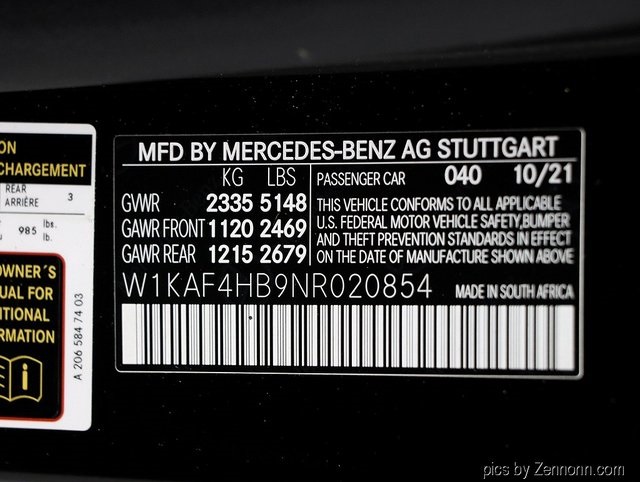 ON
CHARGEMENT
REAR
ARRIÈRE 3
985 lbs.
lb.
OWNER´S
UAL FOR
ITIONAL
RMATION
A 206 584 74 03
MFD BY MERCEDES-BENZ AG STUTTGART
KG LBS
GWR 2335 5148
GAWR FRONT 1120 2469
GAWR REAR 1215 2679
PASSENGER CAR 040 10/21
THIS VEHICLE CONFORMS TO ALL APPLICABLE
U.S. FEDERAL MOTOR VEHICLE SAFETY,BUMPER
AND THEFT PREVENTION STANDARDS IN EFFECT
ON THE DATE OF MANUFACTURE SHOWN ABOVE
W1KAF4HB9NR020854 MADE IN SOUTH AFRICA
pics by Zennonn.com